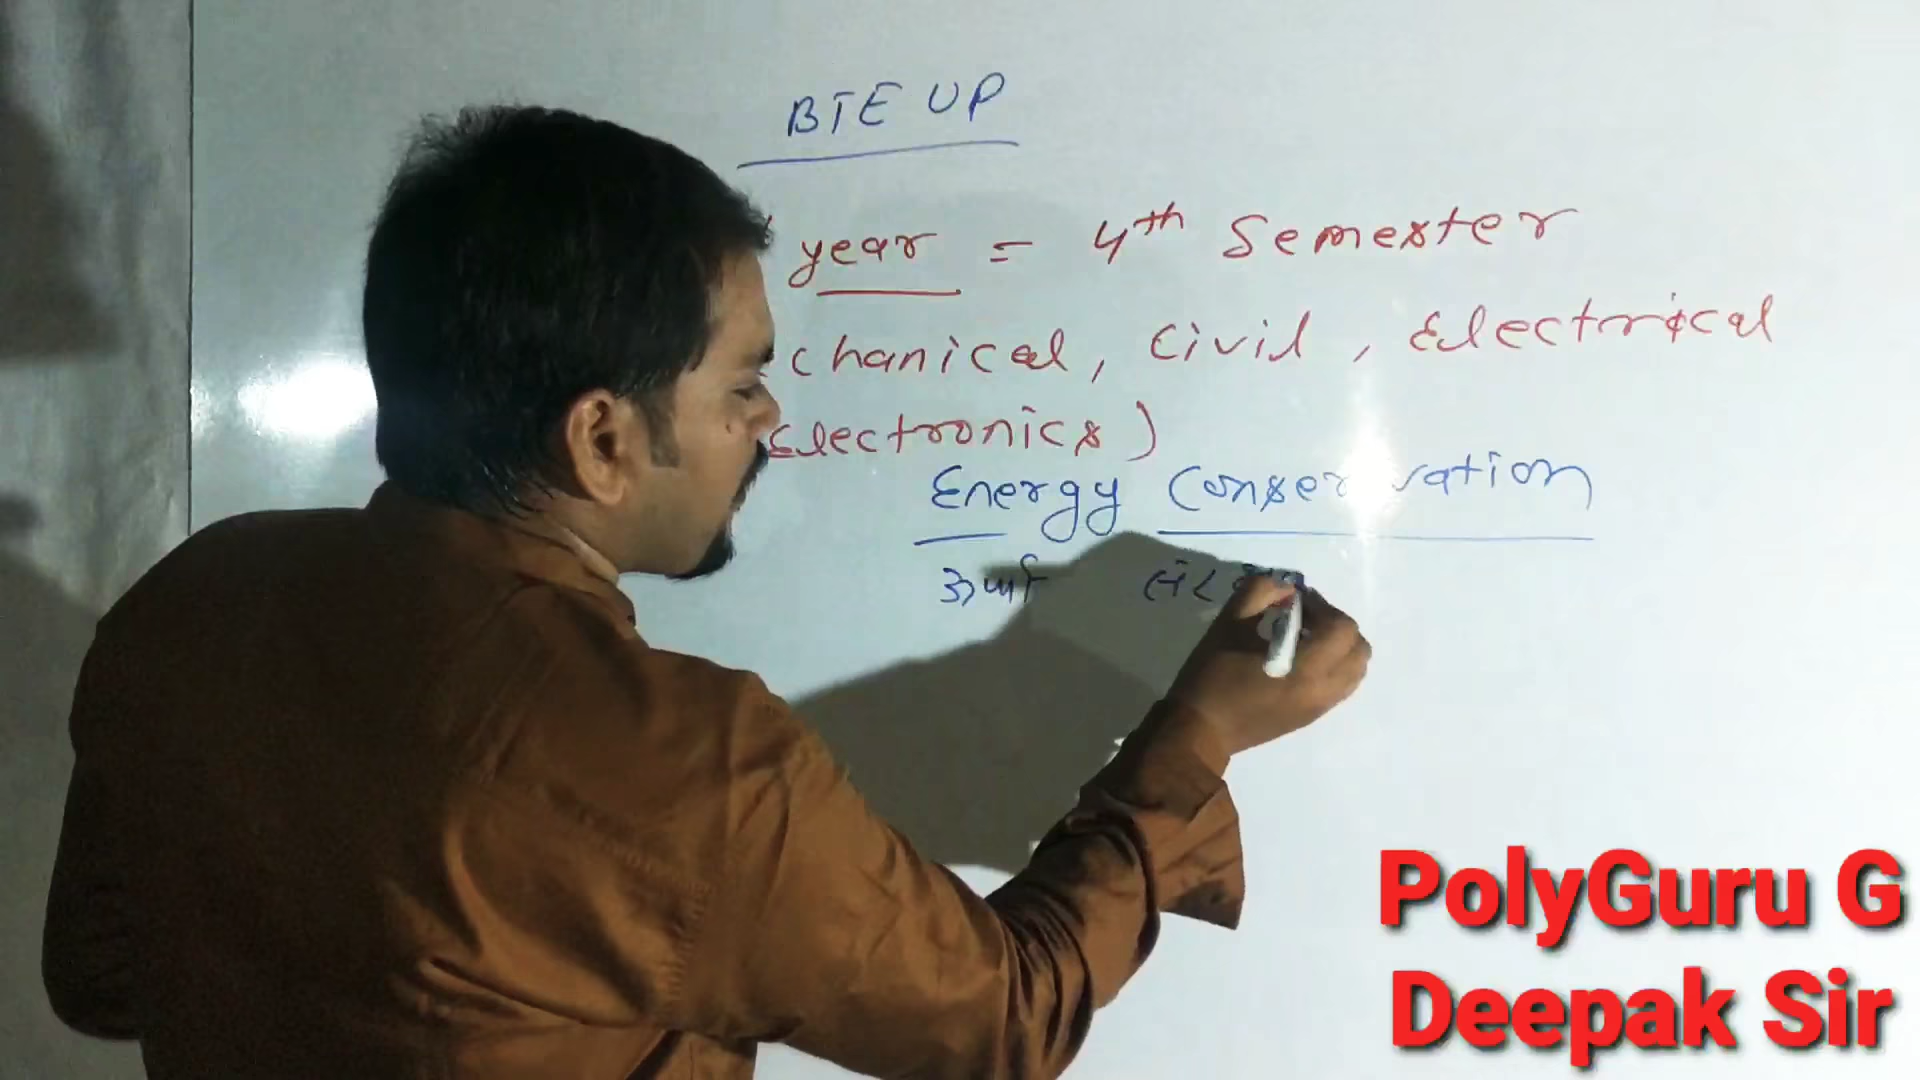 BTE UP
year = 4th Semester
chanical, Civil, Electrical
Electronics)
Energy Conservation
ऊर्जा
PolyGuru G
Deepak Sir